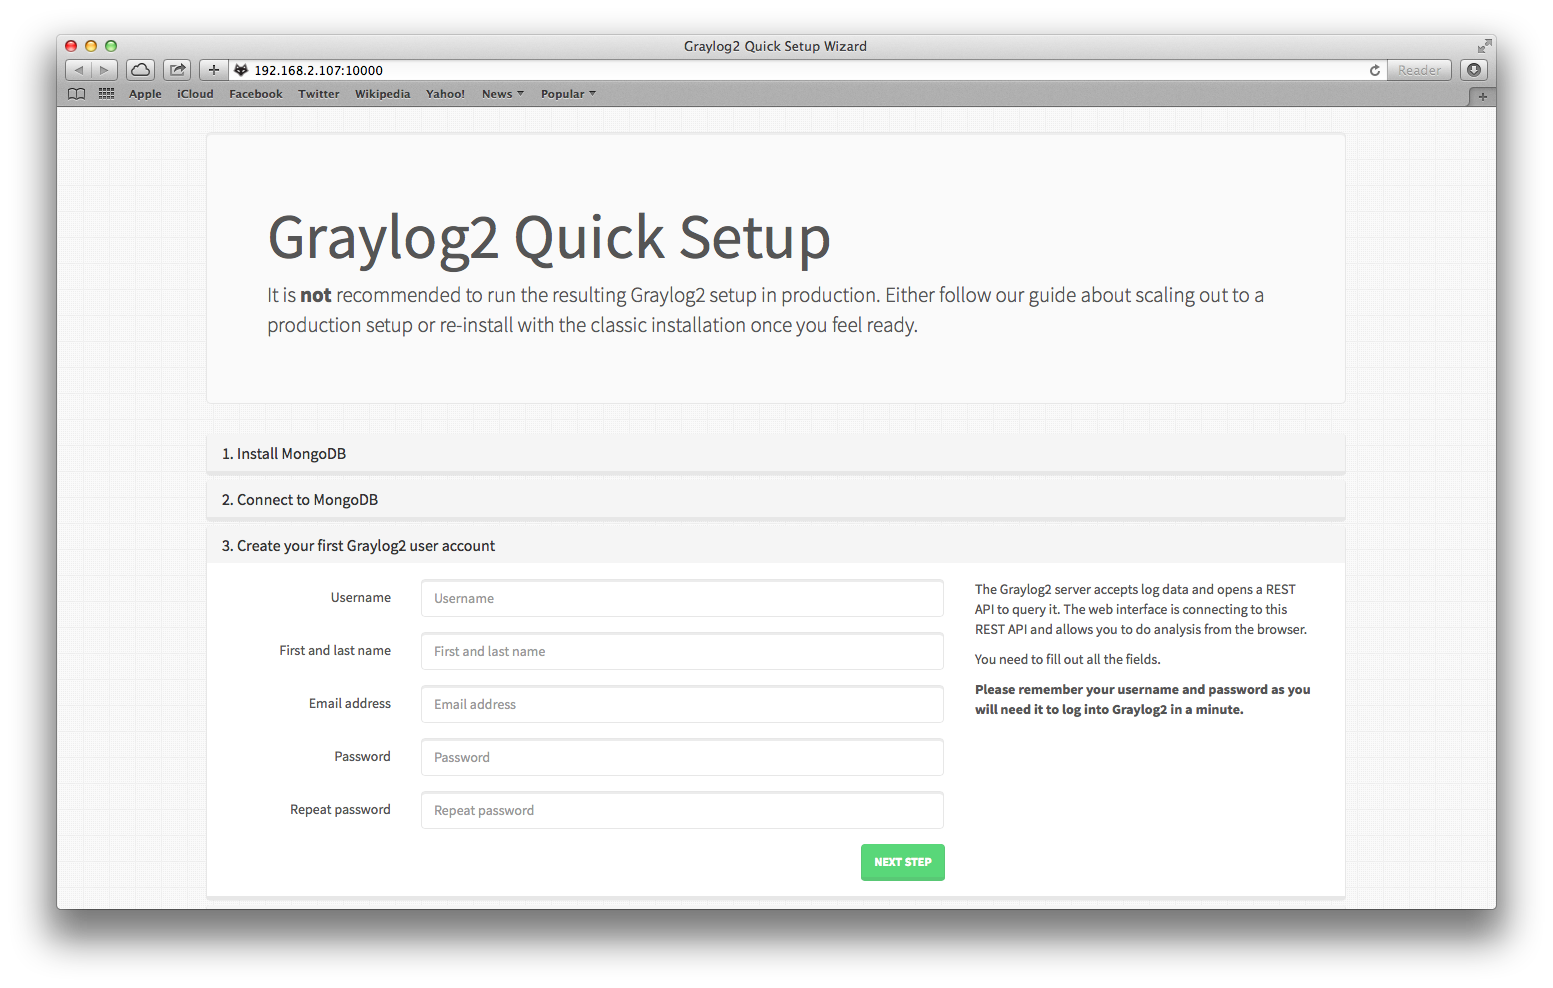 Graylog2 Quick Setup Wizard
192.168.2.107:10000
Reader
Apple iCloud Facebook Twitter Wikipedia Yahoo! News Popular
Graylog2 Quick Setup
It is not recommended to run the resulting Graylog2 setup in production. Either follow our guide about scaling out to a
production setup or re-install with the classic installation once you feel ready.
1. Install MongoDB
2. Connect to MongoDB
3. Create your first Graylog2 user account
Username
Username
First and last name
First and last name
Email address
Email address
Password
Password
Repeat password
Repeat password
NEXT STEP
The Graylog2 server accepts log data and opens a REST
API to query it. The web interface is connecting to this
REST API and allows you to do analysis from the browser.
You need to fill out all the fields.
Please remember your username and password as you
will need it to log into Graylog2 in a minute.